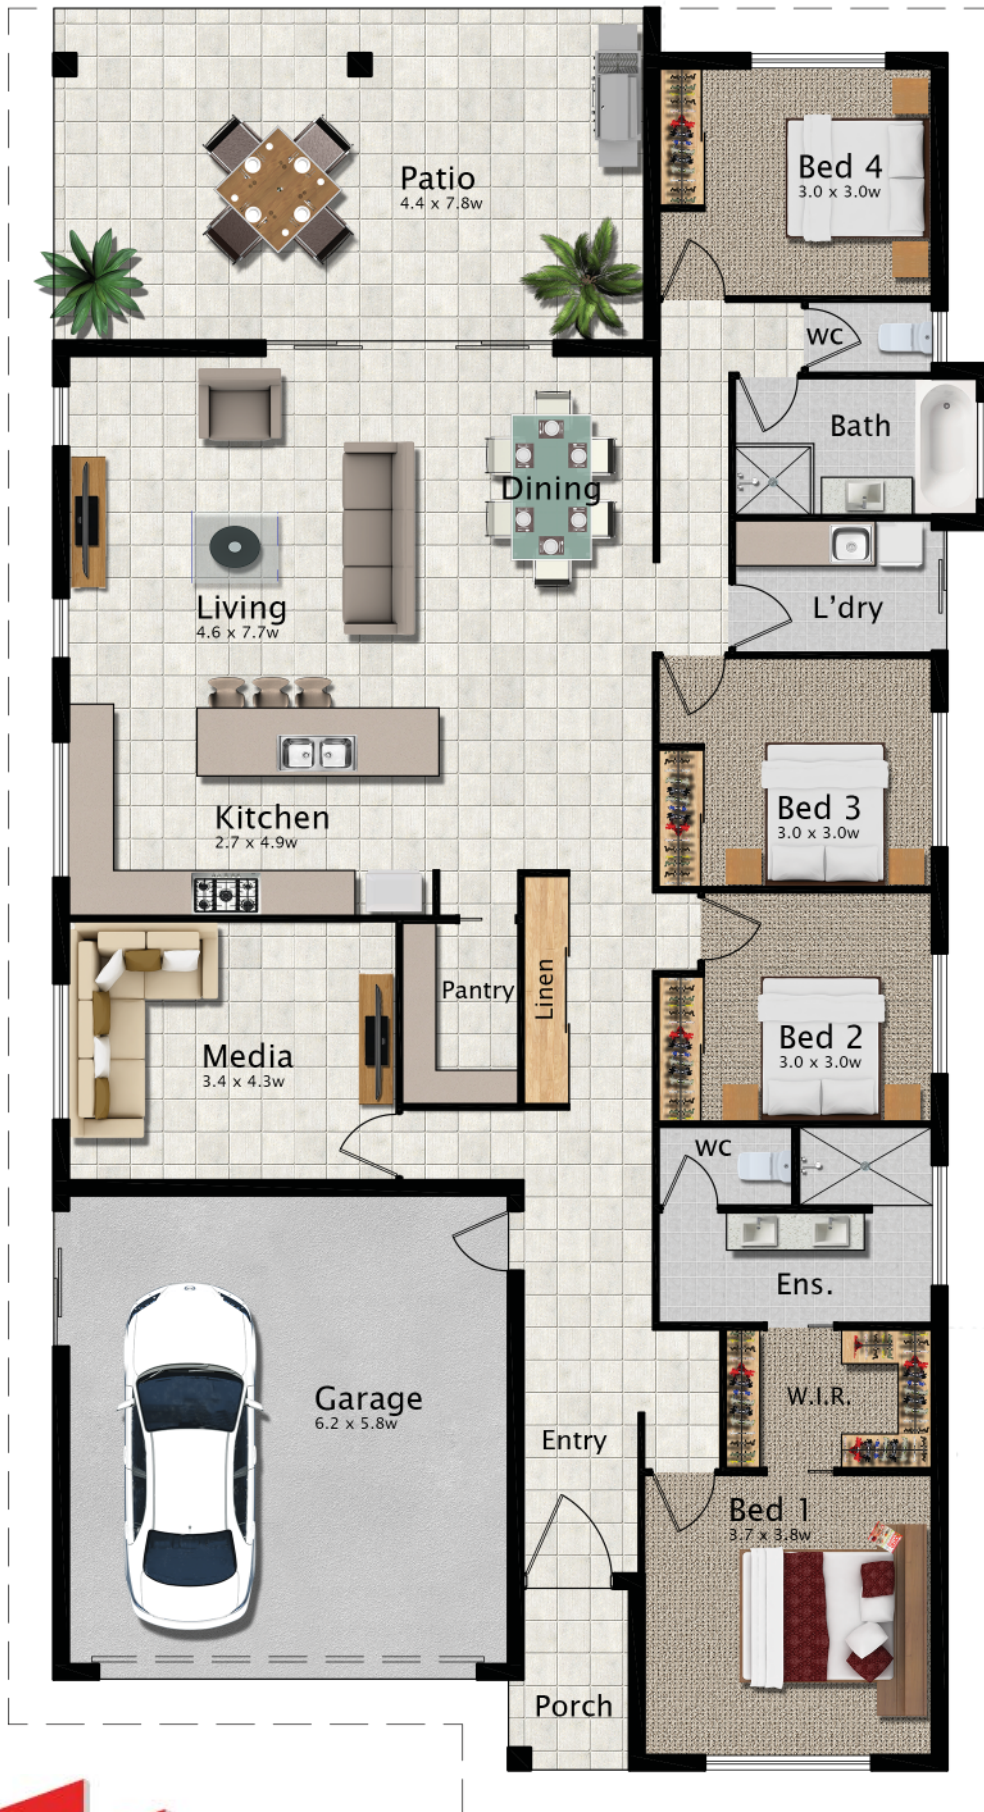 Patio
4.4 x 7.8w
Bed 4
3.0 x 3.0w
wc
Bath
Dining
L'dry
Living
4.6 x 7.7w
Kitchen
2.7 x 4.9w
Bed 3
3.0 x 3.0w
Pantry
Linen
Media
3.4 x 4.3w
Bed 2
3.0 x 3.0w
wc
Ens.
Garage
6.2 x 5.8w
W.I.R.
Entry
Bed 1
3.7 x 3.8w
Porch